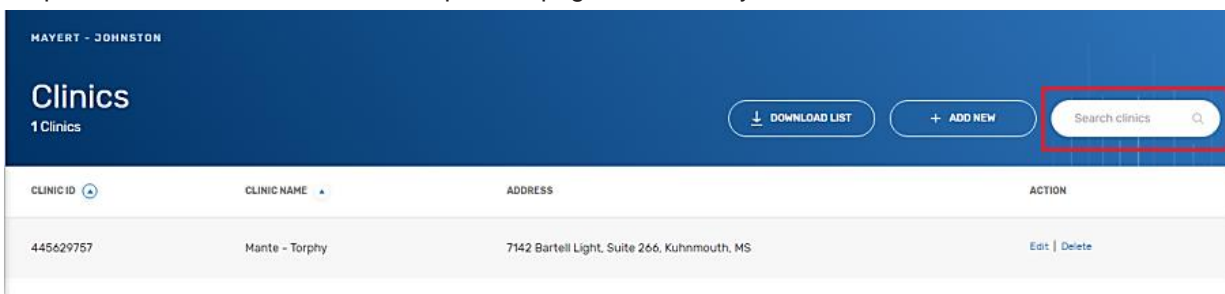 MAYERT - JOHNSTON
Clinics
1 Clinics
DOWNLOAD LIST
+ ADD NEW
Search clinics
CLINIC ID CLINIC NAME ADDRESS ACTION
445629757 Mante - Torphy 7142 Bartell Light, Suite 266, Kuhnmouth, MS Edit | Delete